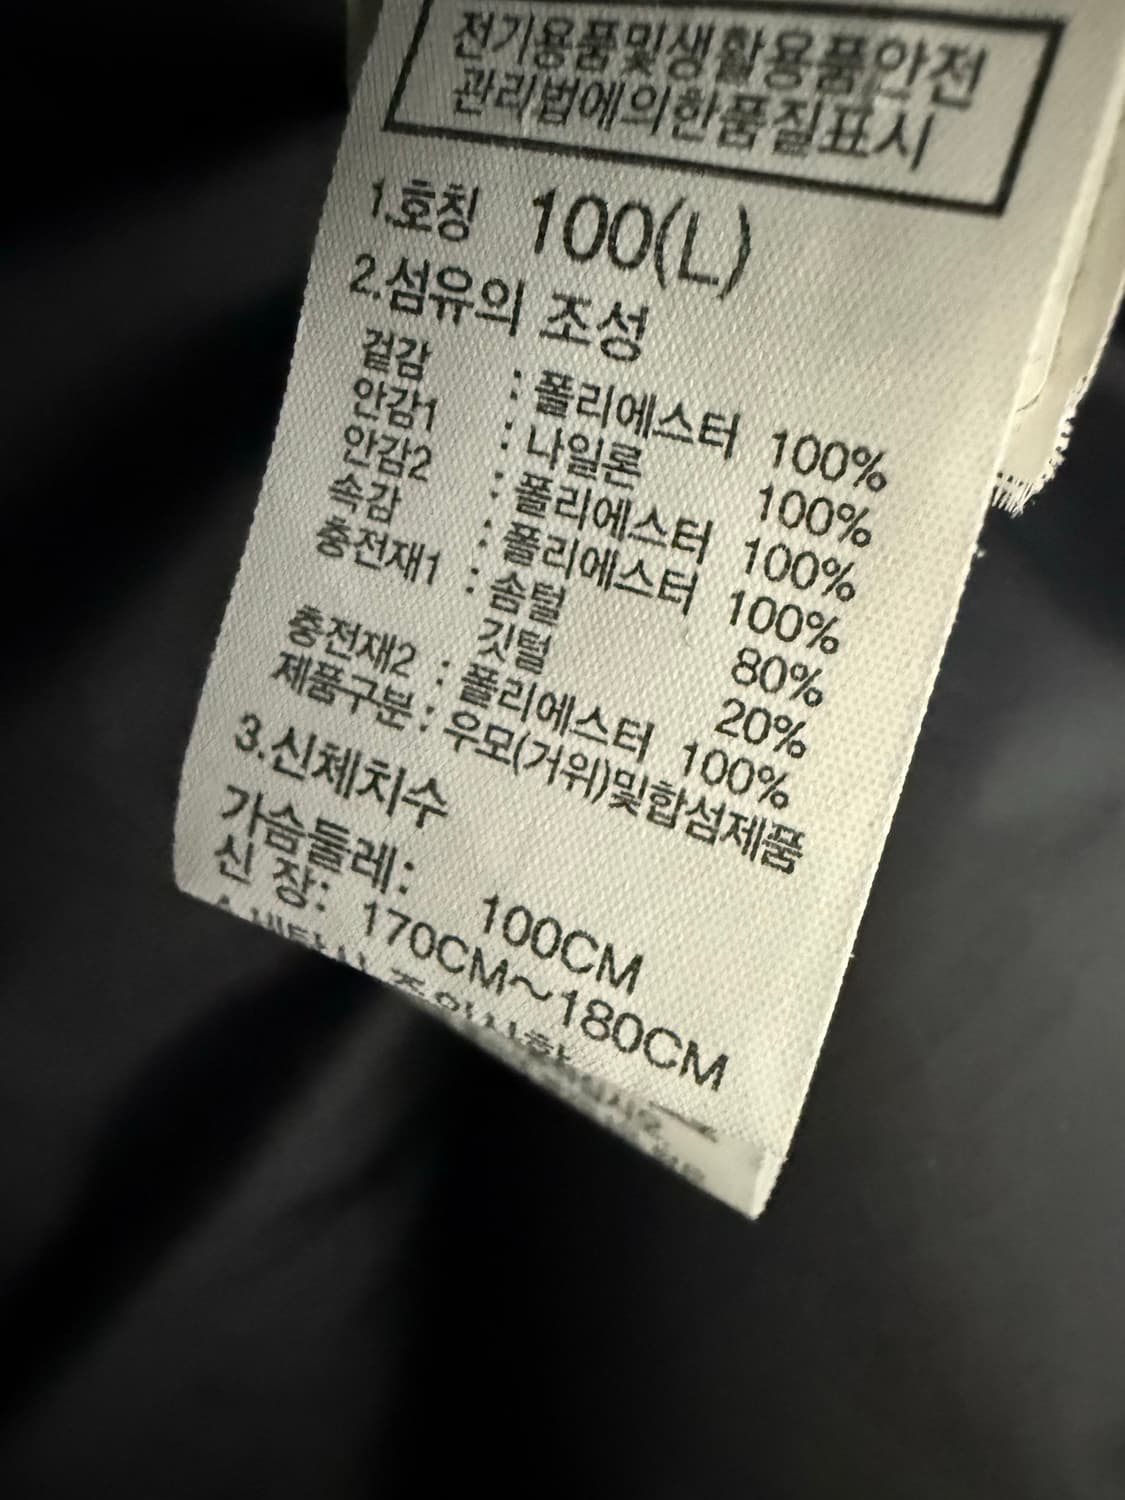 전기용품및생활용품안전
관리법에의한품질표시
1.호칭 100(L)
2.섬유의 조성
겉감 : 폴리에스터 100%
안감1 : 나일론 100%
안감2 : 폴리에스터 100%
속감 : 폴리에스터 100%
충전재1 : 솜털 80%
깃털 20%
충전재2 : 폴리에스터 100%
제품구분: 우모(거위)및합섬제품
3.신체치수
가슴둘레: 100CM
신 장: 170CM~180CM